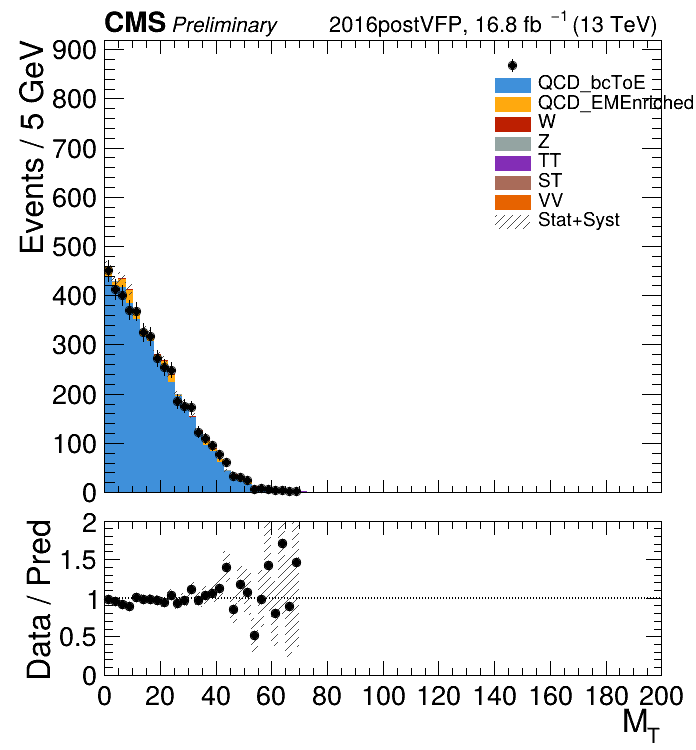 CMS Preliminary 2016postVFP, 16.8 fb⁻¹ (13 TeV)
Events / 5 GeV
900
800
700
600
500
400
300
200
100
0
QCD_bcToE
QCD_EMEnriched
W
Z
TT
ST
VV
Stat+Syst
Data / Pred
2
1.5
1
0.5
0
0 20 40 60 80 100 120 140 160 180 200
M_T